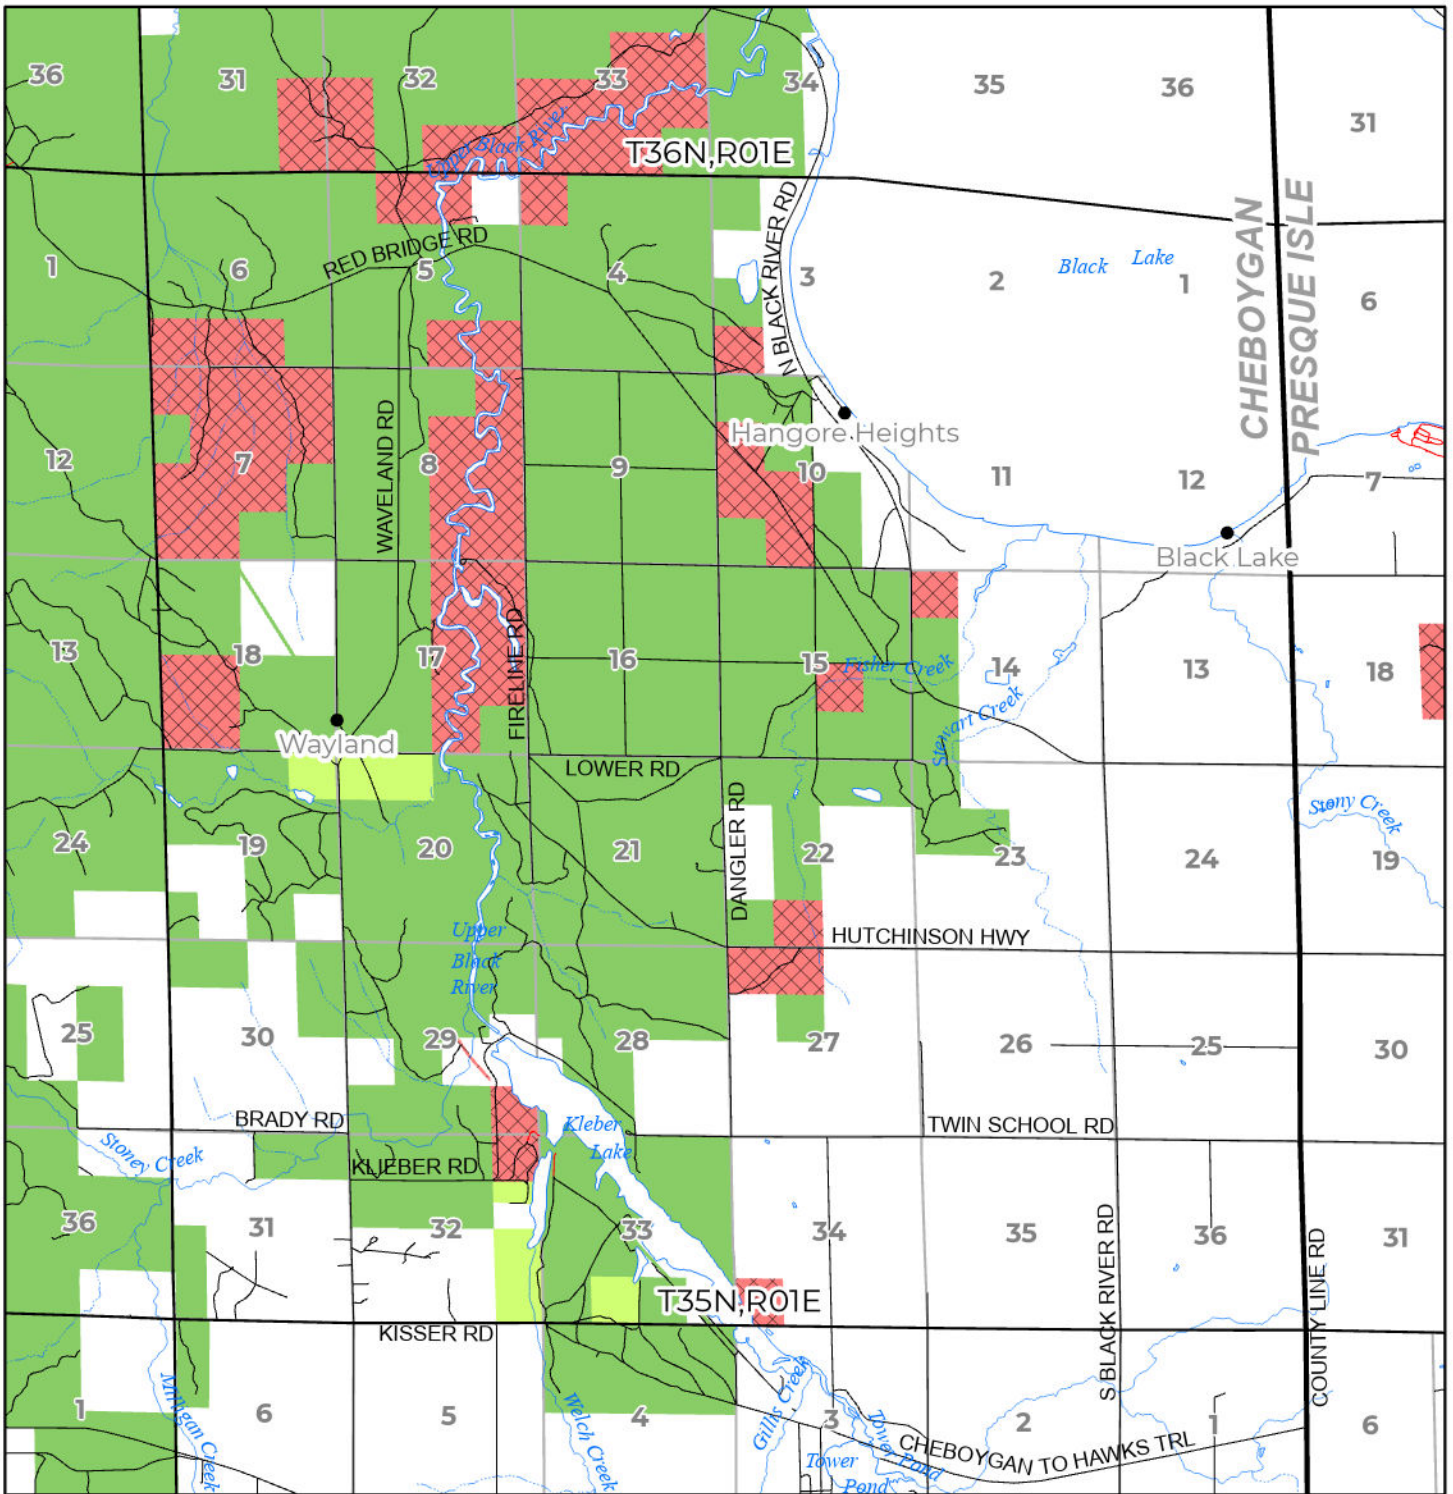 36
31
32
33
34
35
36
31
Upper Black River
T36N,R01E
N BLACK RIVER RD
CHEBOYGAN
PRESQUE ISLE
1
6
RED BRIDGE RD
5
4
3
2
Black Lake
1
6
WAVELAND RD
Hangore Heights
12
7
8
9
10
11
12
7
Black Lake
13
18
17
FIRELINE RD
16
15
Fisher Creek
14
13
18
Stewart Creek
Wayland
LOWER RD
DANGLER RD
Stony Creek
24
19
20
21
22
23
24
19
Upper
Black
River
HUTCHINSON HWY
25
30
29
28
27
26
25
30
BRADY RD
Kleber
Lake
TWIN SCHOOL RD
Stoney Creek
KLIEBER RD
36
31
32
33
34
35
36
31
S BLACK RIVER RD
COUNTY LINE RD
T35N,R01E
KISSER RD
Milligan Creek
Welch Creek
Gillis Creek
1
6
5
4
3
2
1
6
Tower Pond
CHEBOYGAN TO HAWKS TRL
Tower
Pond